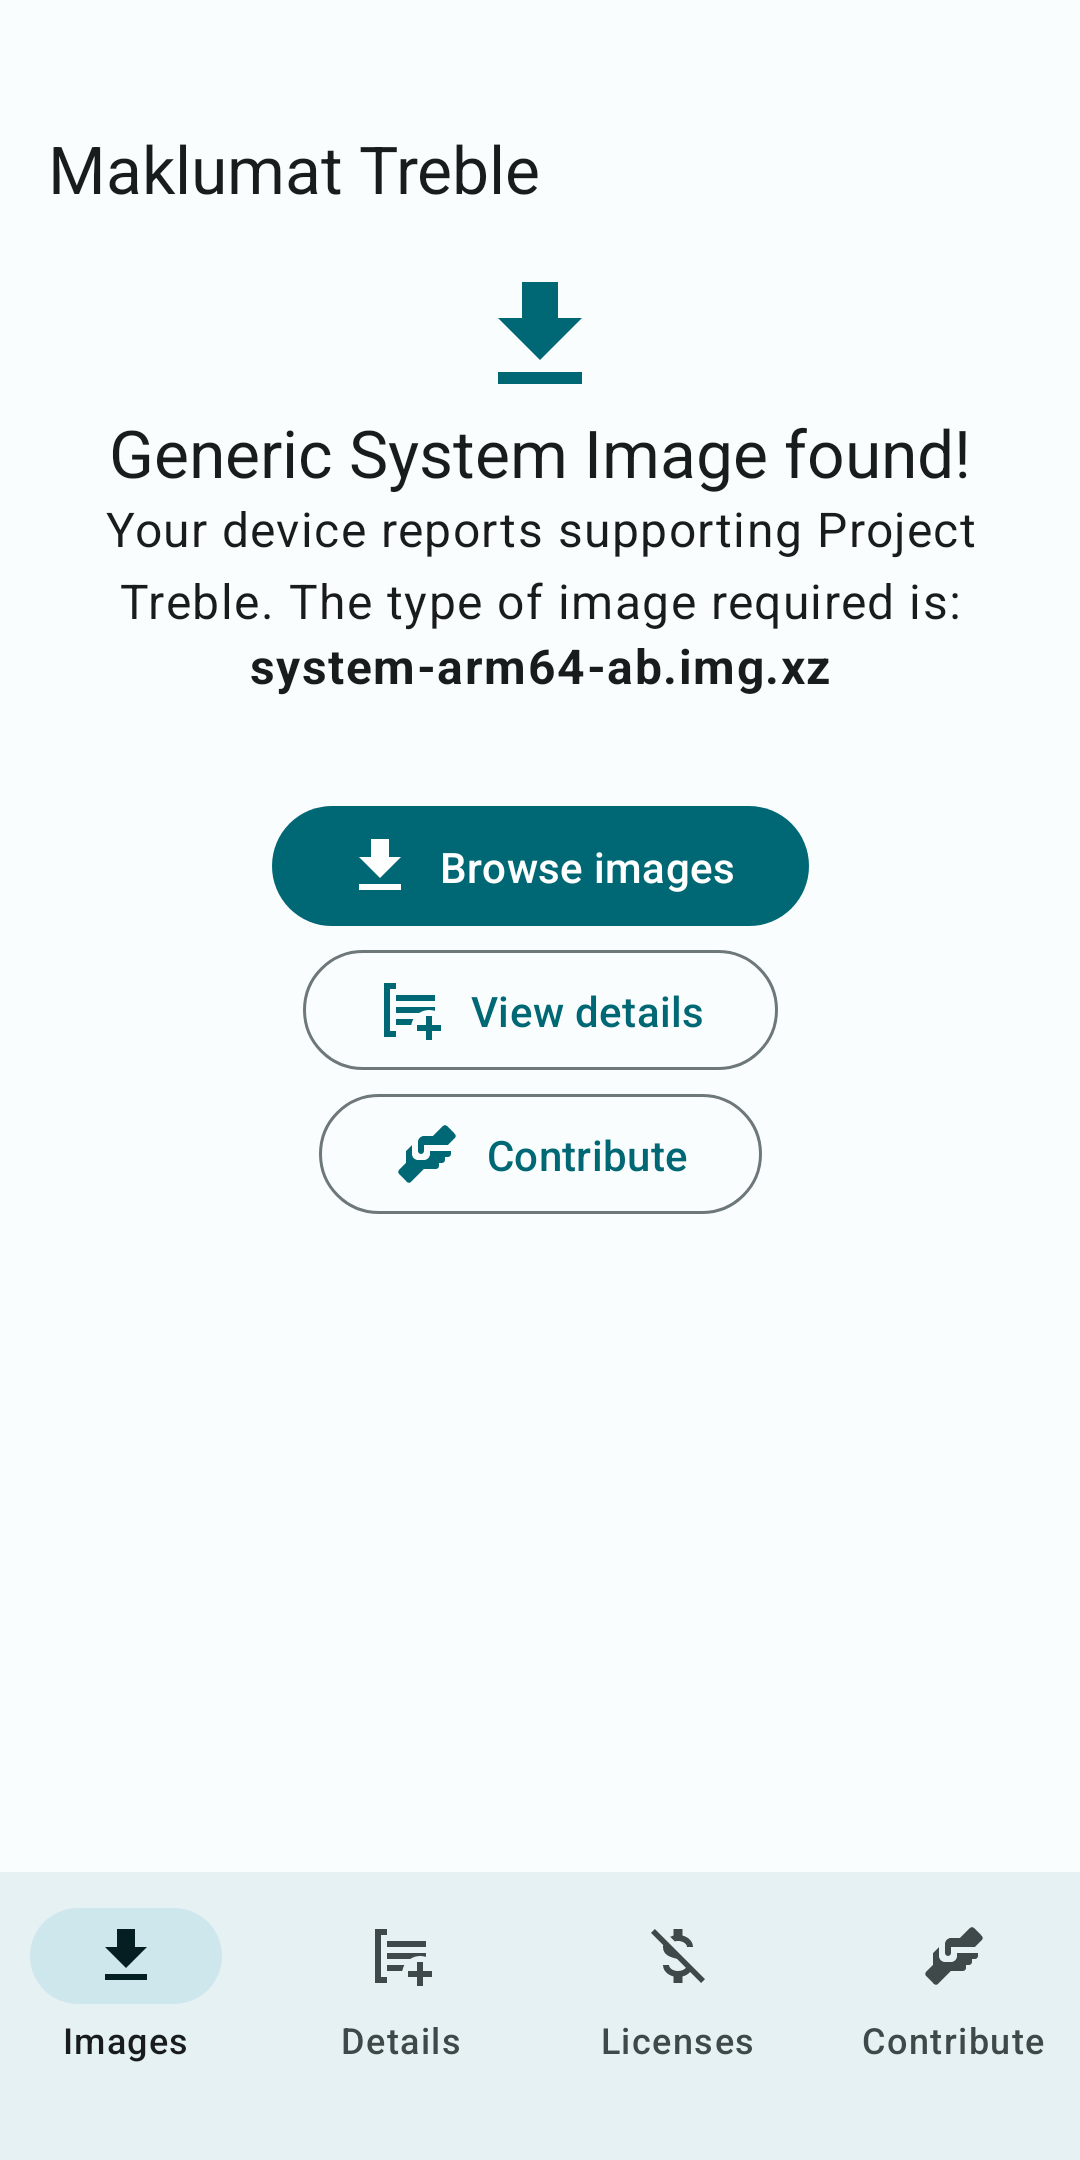 Maklumat Treble
Generic System Image found!
Your device reports supporting Project
Treble. The type of image required is:
system-arm64-ab.img.xz
Browse images
View details
Contribute
Images
Details
Licenses
Contribute